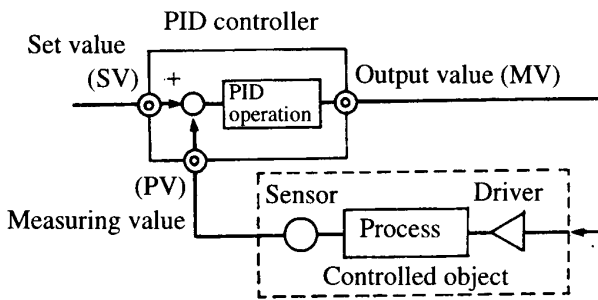 PID controller
Set value
(SV)
+
PID
operation
Output value (MV)
(PV)
Measuring value
Sensor
Driver
Process
Controlled object